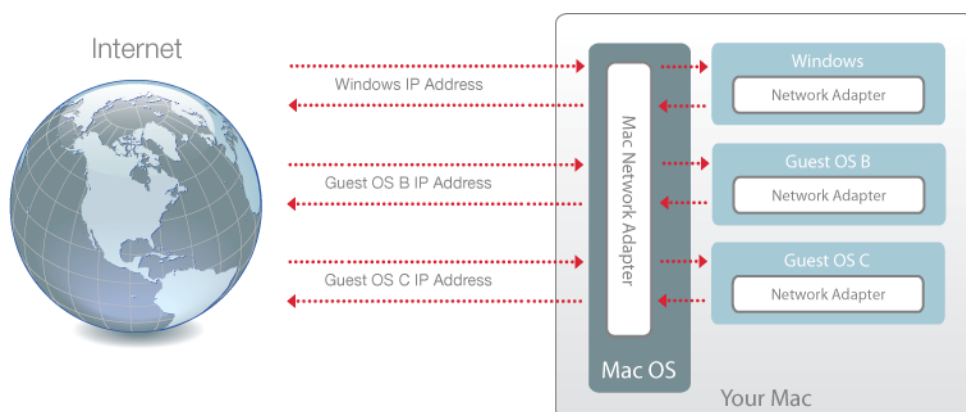 Internet
Windows IP Address
Guest OS B IP Address
Guest OS C IP Address
Mac Network Adapter
Mac OS
Windows
Network Adapter
Guest OS B
Network Adapter
Guest OS C
Network Adapter
Your Mac